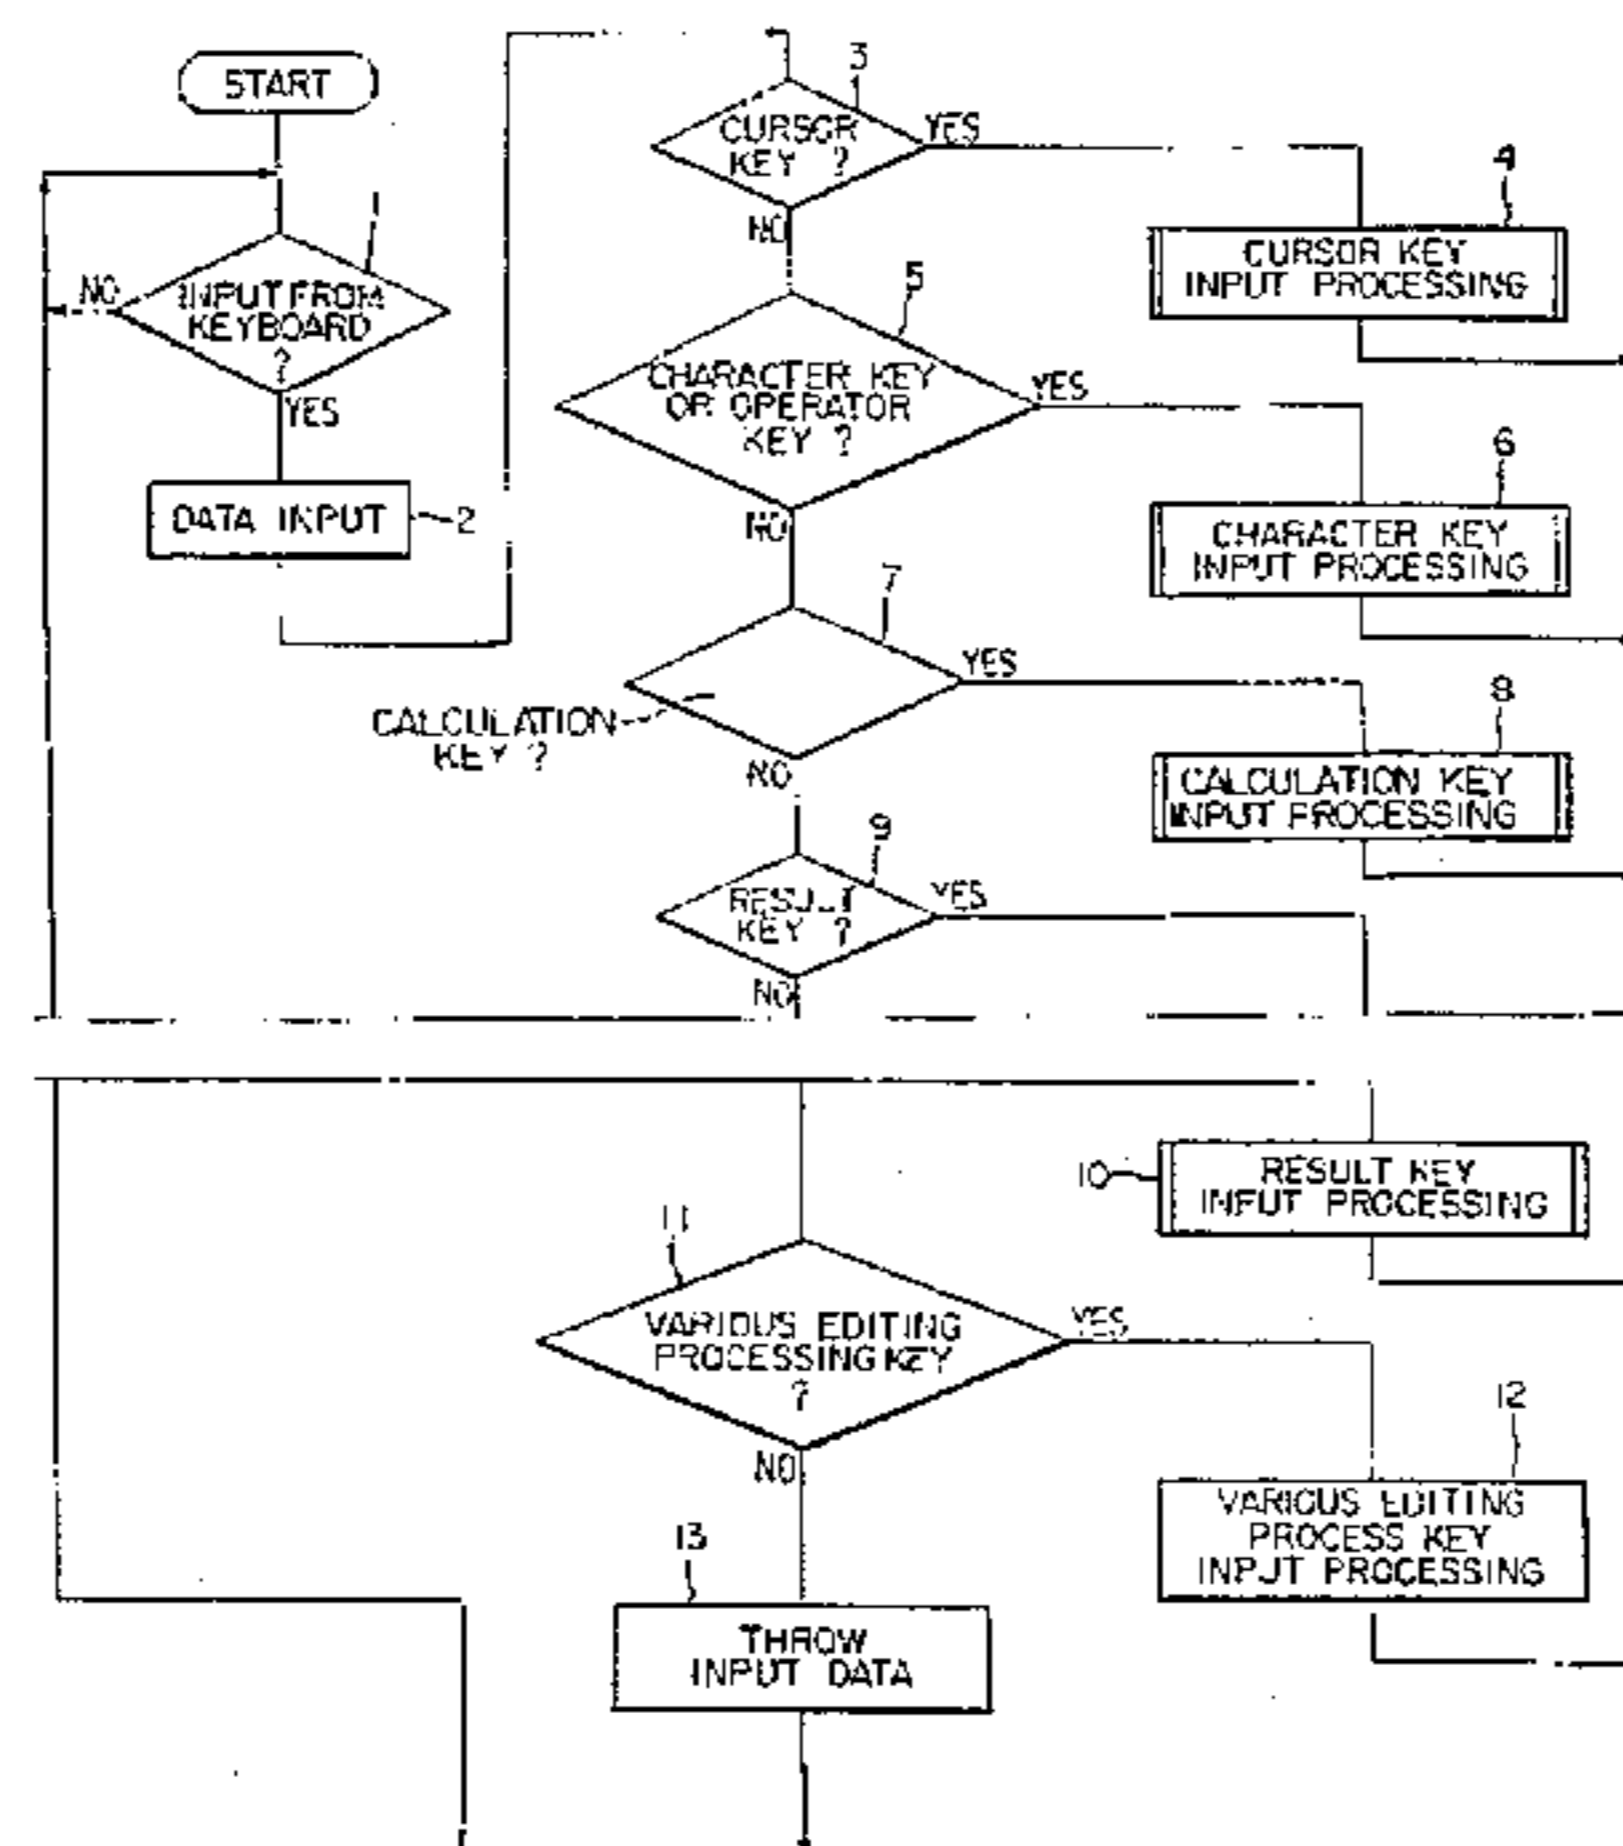 START
1
INPUT FROM
KEYBOARD
?
NO
YES
DATA INPUT
2
3
CURSOR
KEY ?
YES
NO
4
CURSOR KEY
INPUT PROCESSING
5
CHARACTER KEY
OR OPERATOR
KEY ?
YES
NO
6
CHARACTER KEY
INPUT PROCESSING
7
CALCULATION
KEY ?
YES
NO
8
CALCULATION KEY
INPUT PROCESSING
9
RESULT
KEY ?
YES
NO
10
RESULT KEY
INPUT PROCESSING
11
VARIOUS EDITING
PROCESSING KEY
?
YES
NO
12
VARIOUS EDITING
PROCESS KEY
INPUT PROCESSING
13
THROW
INPUT DATA